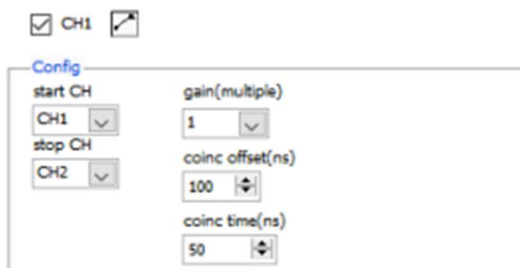 CH1
Config
start CH
CH1
stop CH
CH2
gain(multiple)
1
coinc offset(ns)
100
coinc time(ns)
50